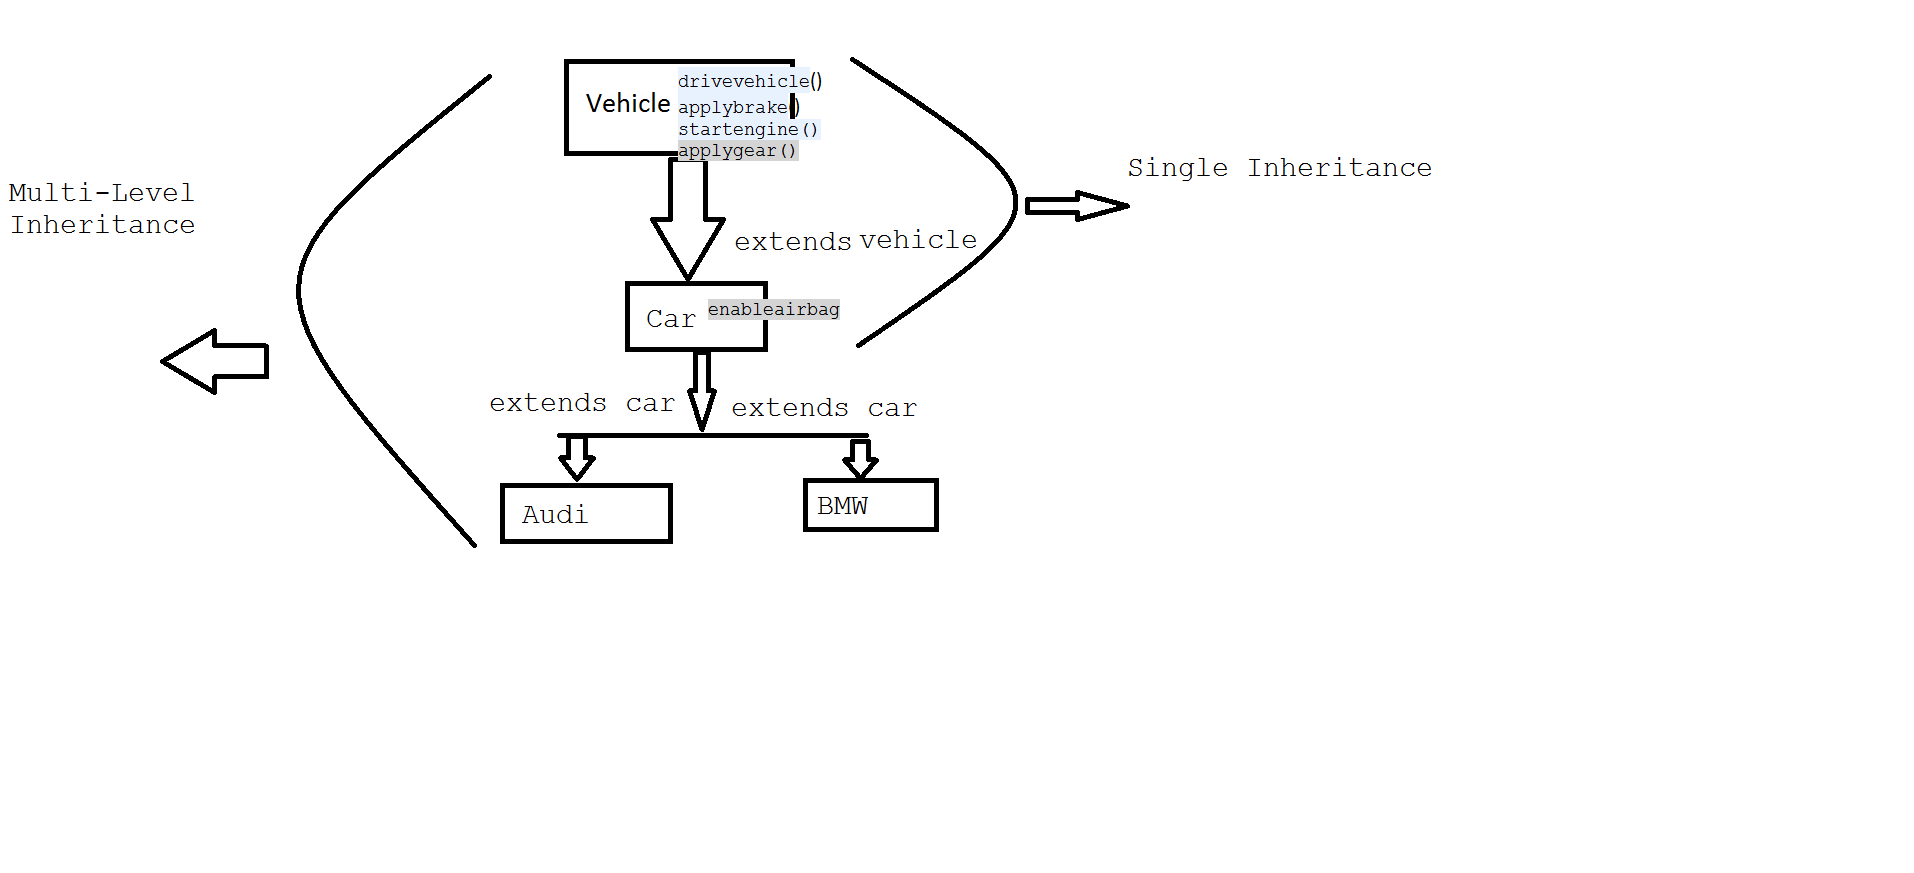 Vehicle
drivevehicle()
applybrake()
startengine()
applygear()
Single Inheritance
Multi-Level
Inheritance
extends vehicle
Car
enableairbag
extends car
extends car
Audi
BMW